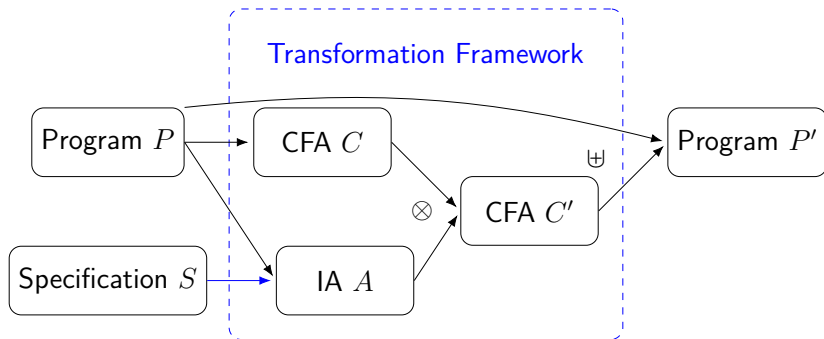 Transformation Framework
Program P
CFA C
Program P′
⊎
CFA C′
⊗
Specification S
IA A